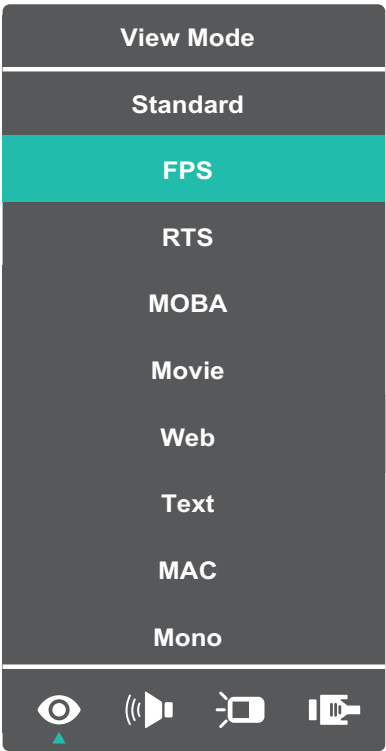 View Mode
Standard
FPS
RTS
MOBA
Movie
Web
Text
MAC
Mono